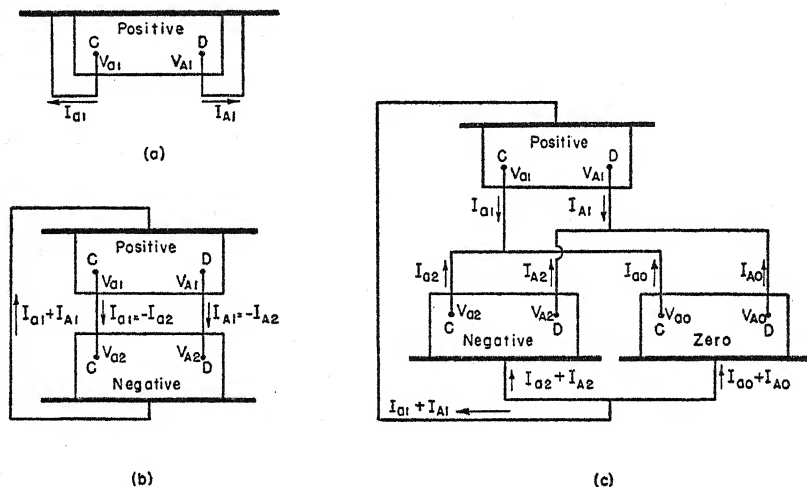 Positive
C D
Va1 VA1
Ia1 IA1
(a)
Positive
C D
Va1 VA1
Ia1+IA1
Ia1=-Ia2 IA1=-IA2
Va2 VA2
C D
Negative
(b)
Positive
C D
Va1 VA1
Ia1 IA1
Ia2 IA2 Ia0 IA0
Va2 VA2 Va0 VA0
C D C D
Negative Zero
Ia2+IA2 Ia0+IA0
Ia1+IA1
(c)